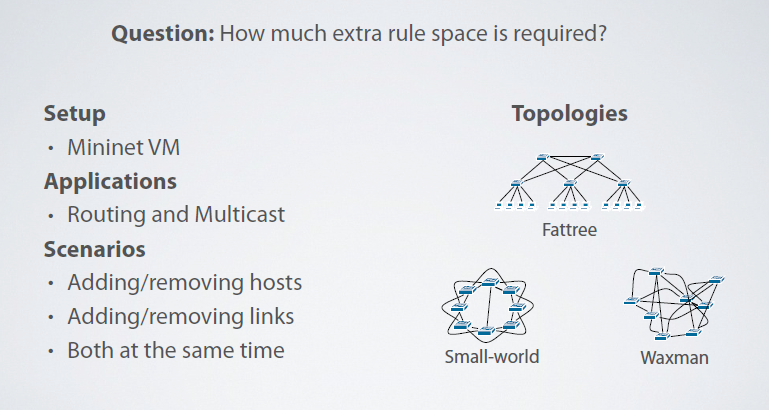 Question: How much extra rule space is required?
Setup
• Mininet VM
Applications
• Routing and Multicast
Scenarios
• Adding/removing hosts
• Adding/removing links
• Both at the same time
Topologies
Fattree
Small-world
Waxman